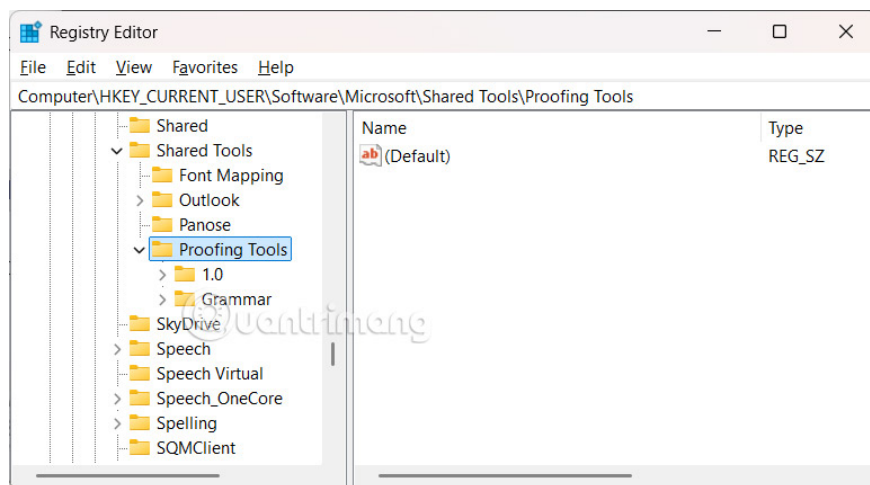 Registry Editor
File Edit View Favorites Help
Computer\HKEY_CURRENT_USER\Software\Microsoft\Shared Tools\Proofing Tools
Shared
Shared Tools
Font Mapping
Outlook
Panose
Proofing Tools
1.0
Grammar
SkyDrive
Speech
Speech Virtual
Speech_OneCore
Spelling
SQMClient
Name Type
ab (Default) REG_SZ
Quantrimang